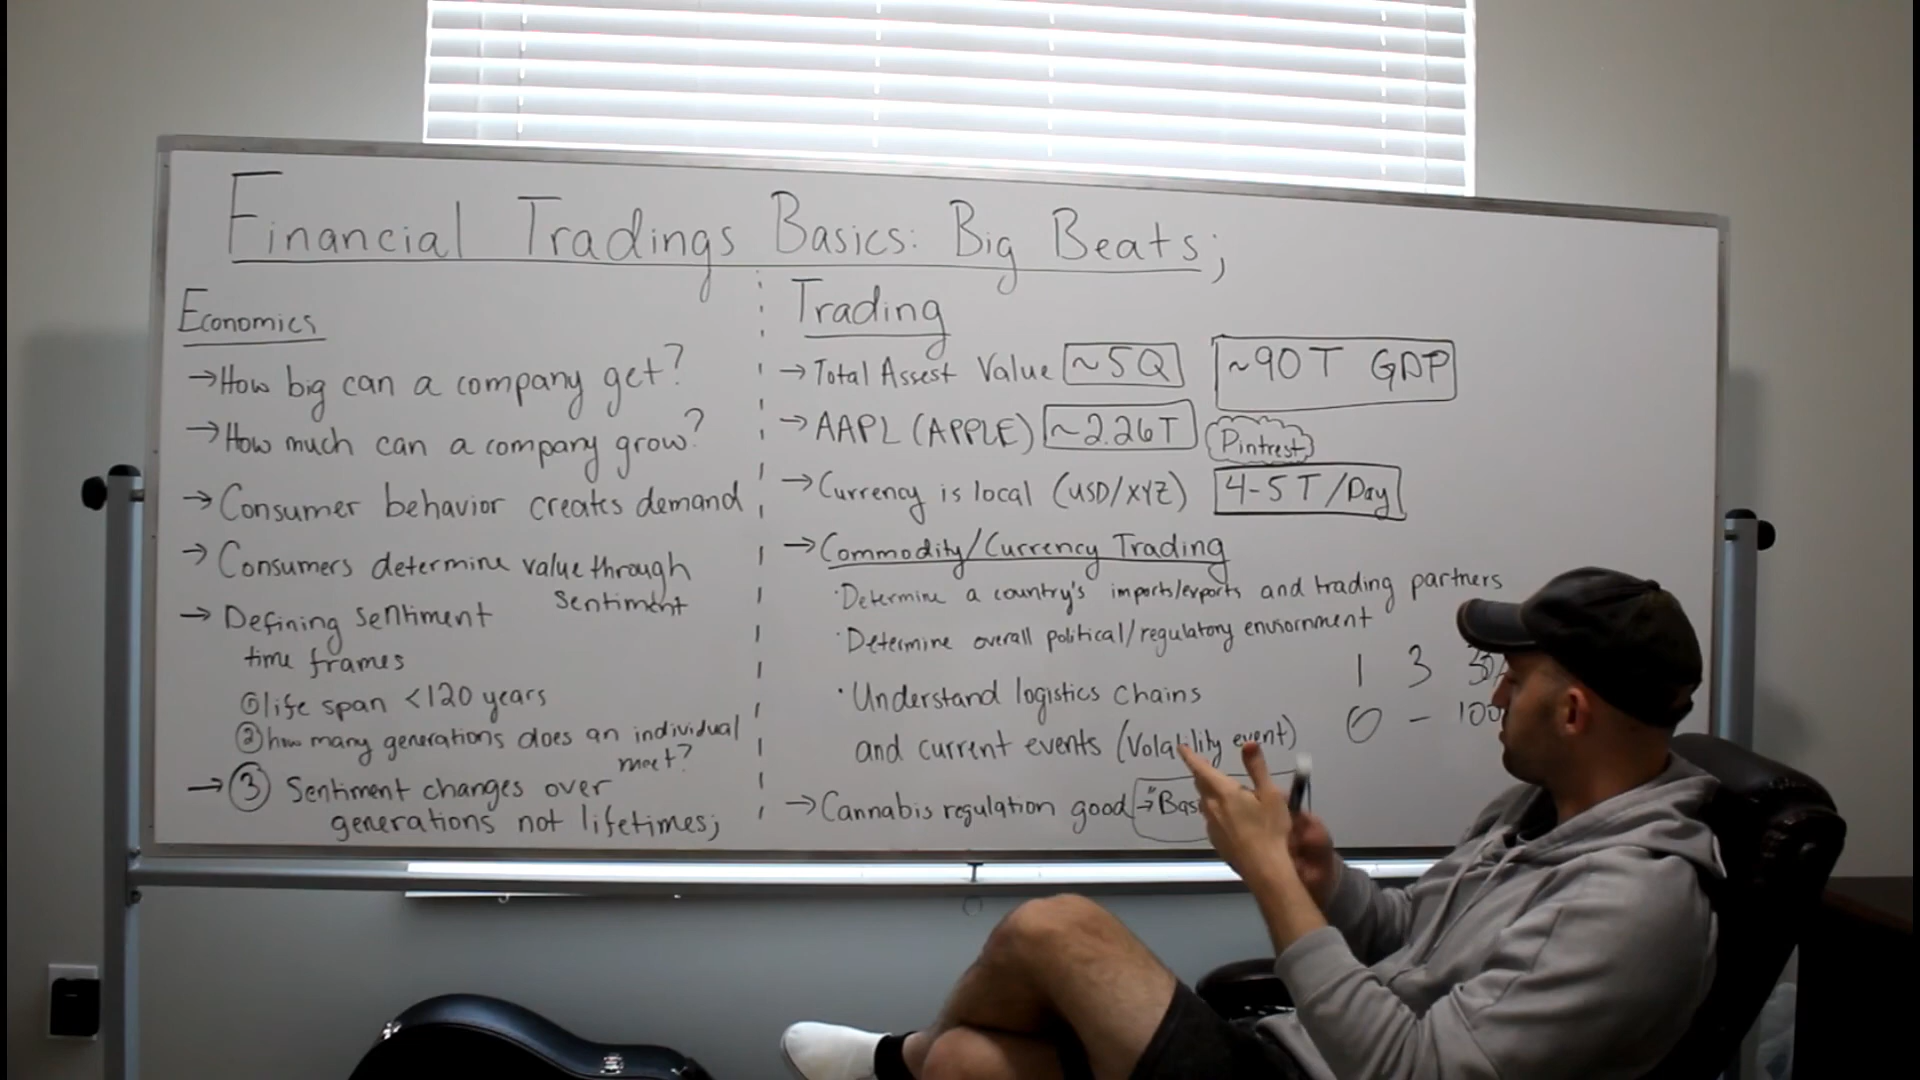 Financial Tradings Basics: Big Beats;
Economics
→How big can a company get?
→How much can a company grow?
→ Consumer behavior creates demand
→ Consumers determine value through
sentiment
→ Defining sentiment
time frames
①life span <120 years
②how many generations does an individual
meet?
→ ③ Sentiment changes over
generations not lifetimes;
Trading
→ Total Assest Value ~5Q ~90T GDP
→ AAPL (APPLE) ~2.26T Pintrest
→ Currency is local (USD/XYZ) 4-5T/Day
→ Commodity/Currency Trading
·Determine a country's imports/exports and trading partners
·Determine overall political/regulatory
·Understand logistics chains
and current events (Volatility event)
→ Cannabis regulation good
1 3
0 – 100